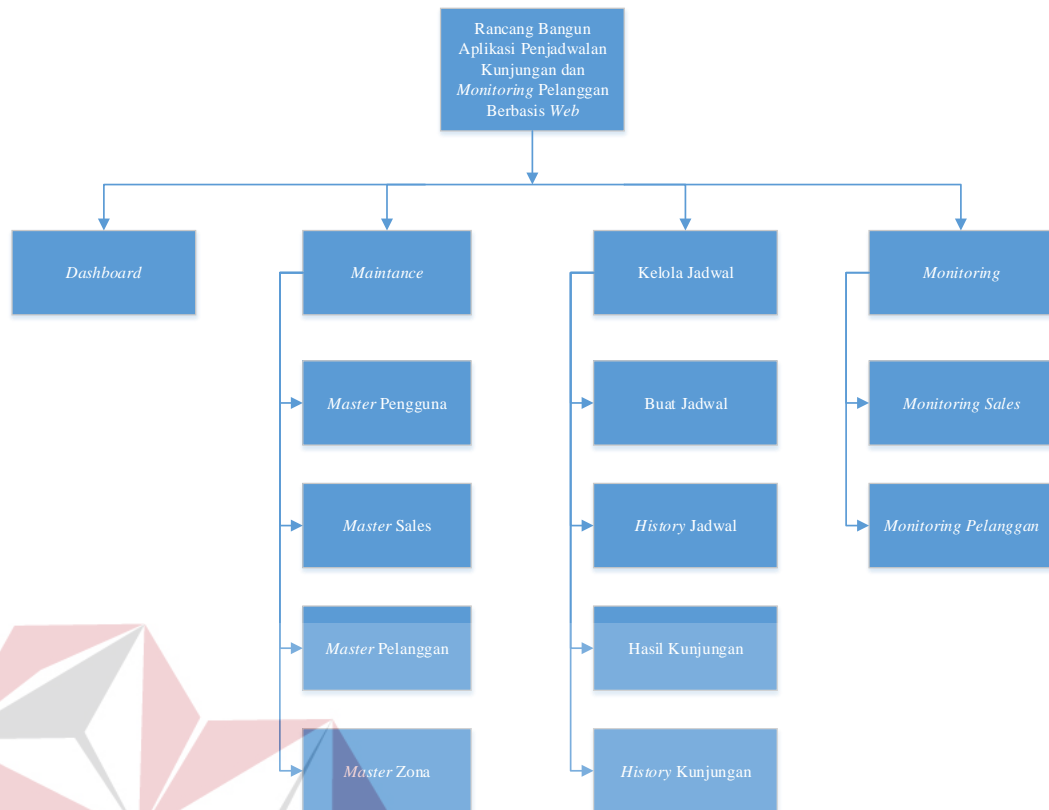 Rancang Bangun
Aplikasi Penjadwalan
Kunjungan dan
Monitoring Pelanggan
Berbasis Web
Dashboard
Maintance
Kelola Jadwal
Monitoring
Master Pengguna
Buat Jadwal
Monitoring Sales
Master Sales
History Jadwal
Monitoring Pelanggan
Master Pelanggan
Hasil Kunjungan
Master Zona
History Kunjungan